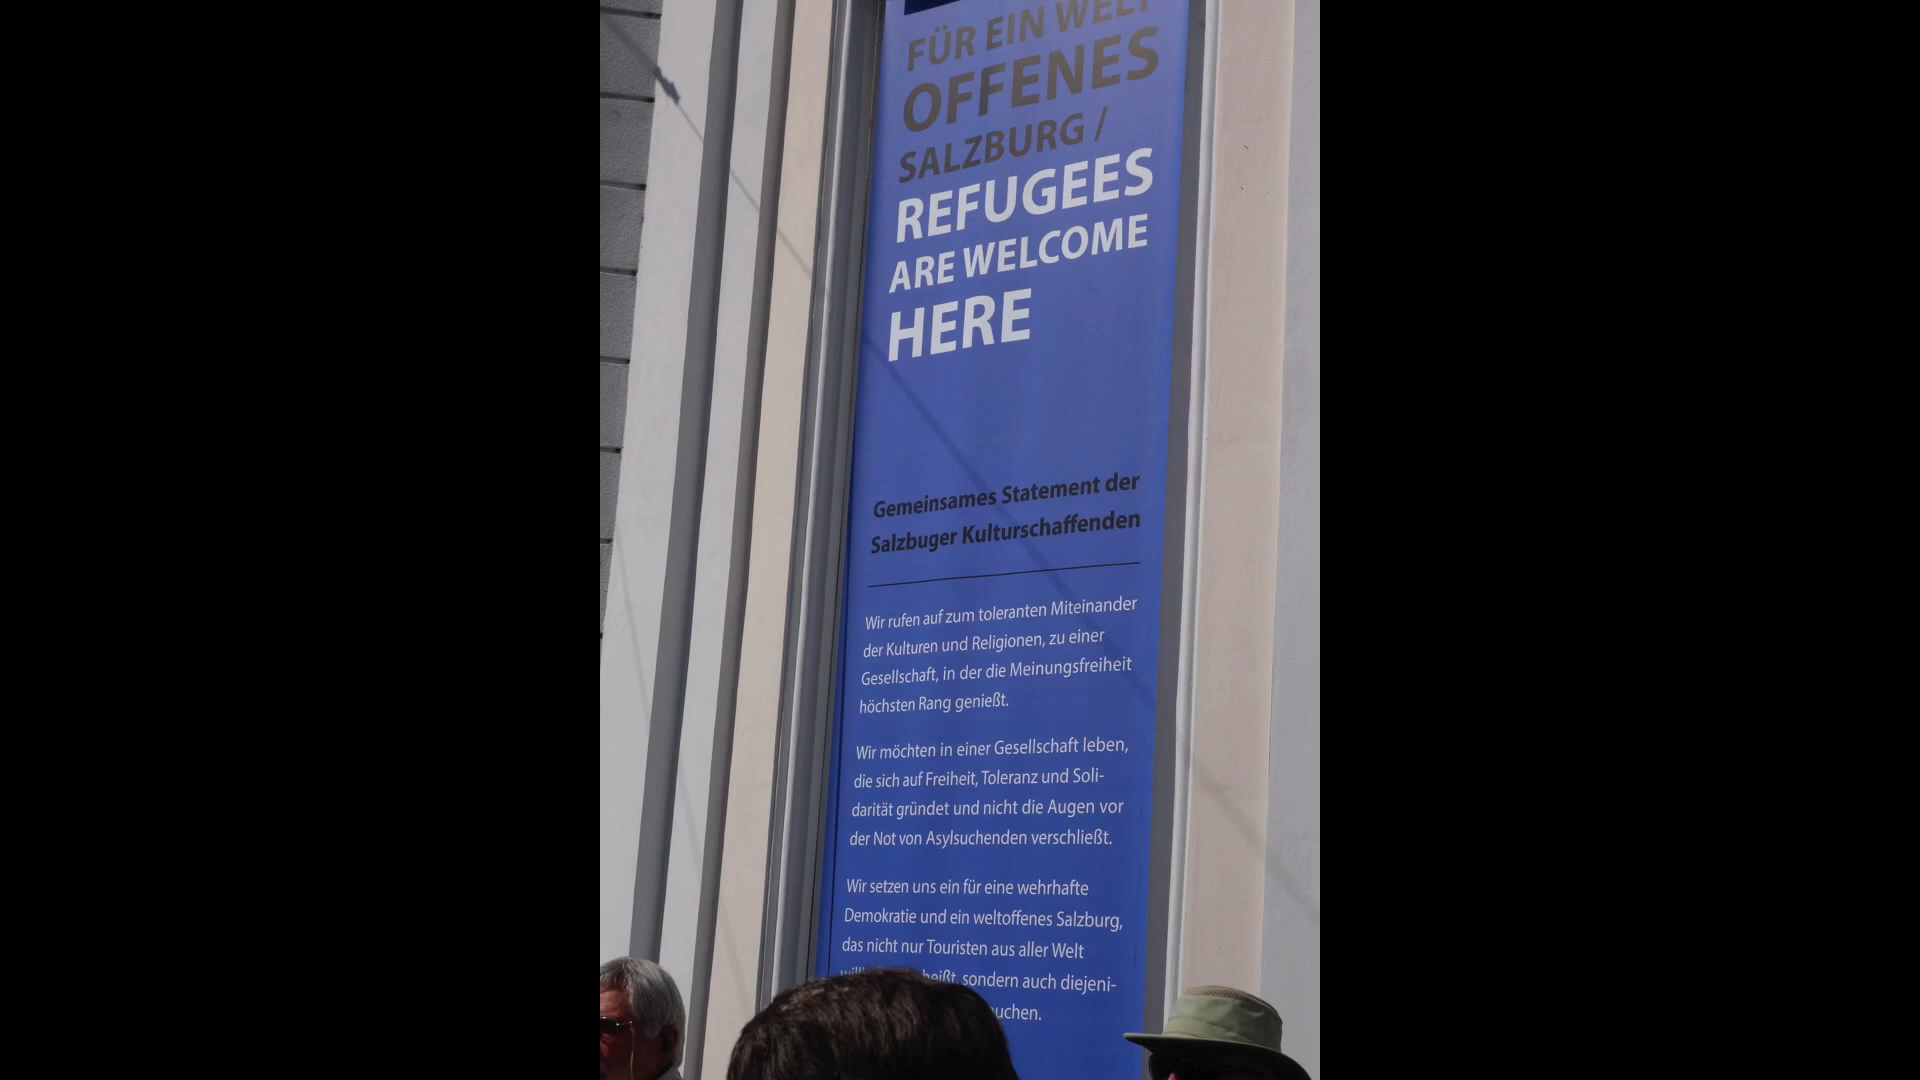 FÜR EIN WELT
OFFENES
SALZBURG /
REFUGEES
ARE WELCOME
HERE
Gemeinsames Statement der
Salzbuger Kulturschaffenden
Wir rufen auf zum toleranten Miteinander
der Kulturen und Religionen, zu einer
Gesellschaft, in der die Meinungsfreiheit
höchsten Rang genießt.
Wir möchten in einer Gesellschaft leben,
die sich auf Freiheit, Toleranz und Soli-
darität gründet und nicht die Augen vor
der Not von Asylsuchenden verschließt.
Wir setzen uns ein für eine wehrhafte
Demokratie und ein weltoffenes Salzburg,
das nicht nur Touristen aus aller Welt
heißt, sondern auch diejeni-